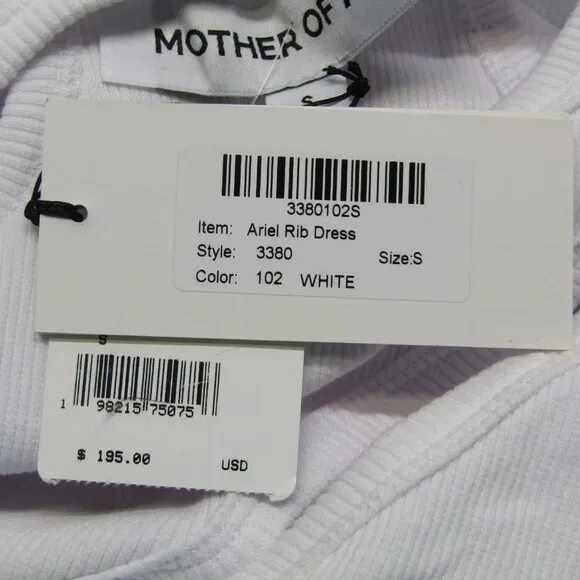 MOTHER OF
S
3380102S
Item: Ariel Rib Dress
Style: 3380 Size:S
Color: 102 WHITE
S
1 98215 75075
$ 195.00 USD